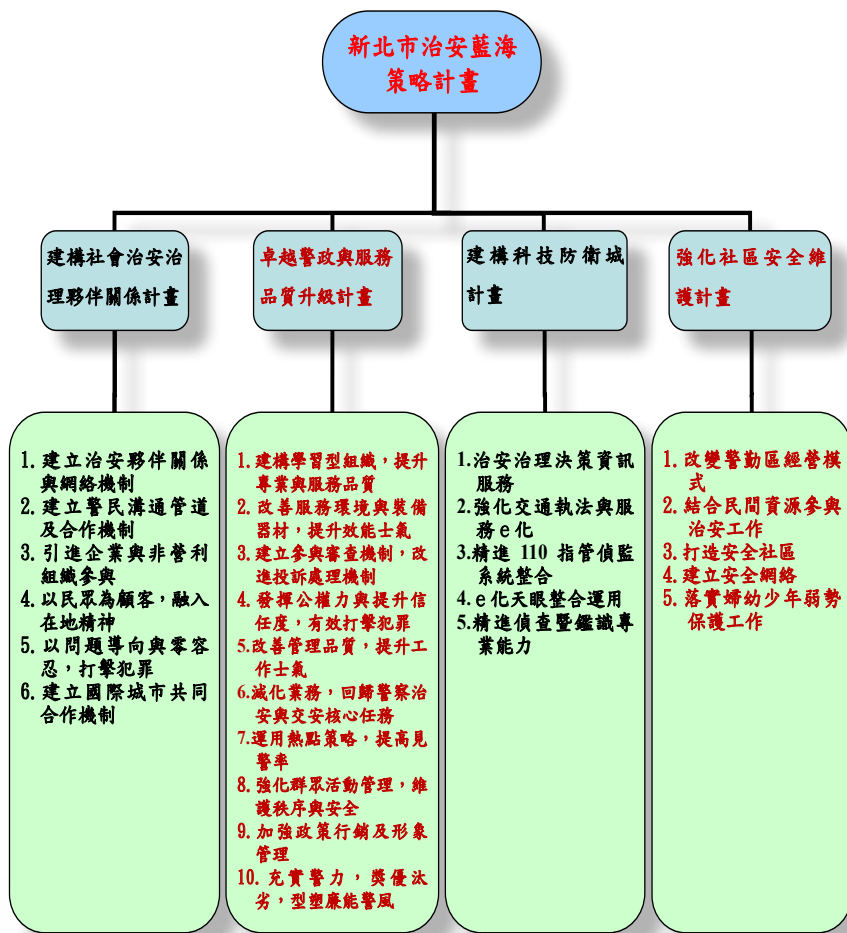 新北市治安藍海
策略計畫
建構社會治安治
理夥伴關係計畫
卓越警政與服務
品質升級計畫
建構科技防衛城
計畫
強化社區安全維
護計畫
1. 建立治安夥伴關係
與網絡機制
2. 建立警民溝通管道
及合作機制
3. 引進企業與非營利
組織參與
4. 以民眾為顧客，融入
在地精神
5. 以問題導向與零容
忍，打擊犯罪
6. 建立國際城市共同
合作機制
1. 建構學習型組織，提升
專業與服務品質
2. 改善服務環境與裝備
器材，提升效能士氣
3. 建立參與審查機制，改
進投訴處理機制
4. 發揮公權力與提升信
任度，有效打擊犯罪
5.改善管理品質，提升工
作士氣
6.減化業務，回歸警察治
安與交安核心任務
7.運用熱點策略，提高見
警率
8. 強化群眾活動管理，維
護秩序與安全
9. 加強政策行銷及形象
管理
10. 充實警力，獎優汰
劣，型塑廉能警風
1.治安治理決策資訊
服務
2.強化交通執法與服
務 e 化
3.精進 110 指管偵監
系統整合
4.e 化天眼整合運用
5.精進偵查暨鑑識專
業能力
1. 改變警勤區經營模
式
2. 結合民間資源參與
治安工作
3. 打造安全社區
4. 建立安全網絡
5. 落實婦幼少年弱勢
保護工作